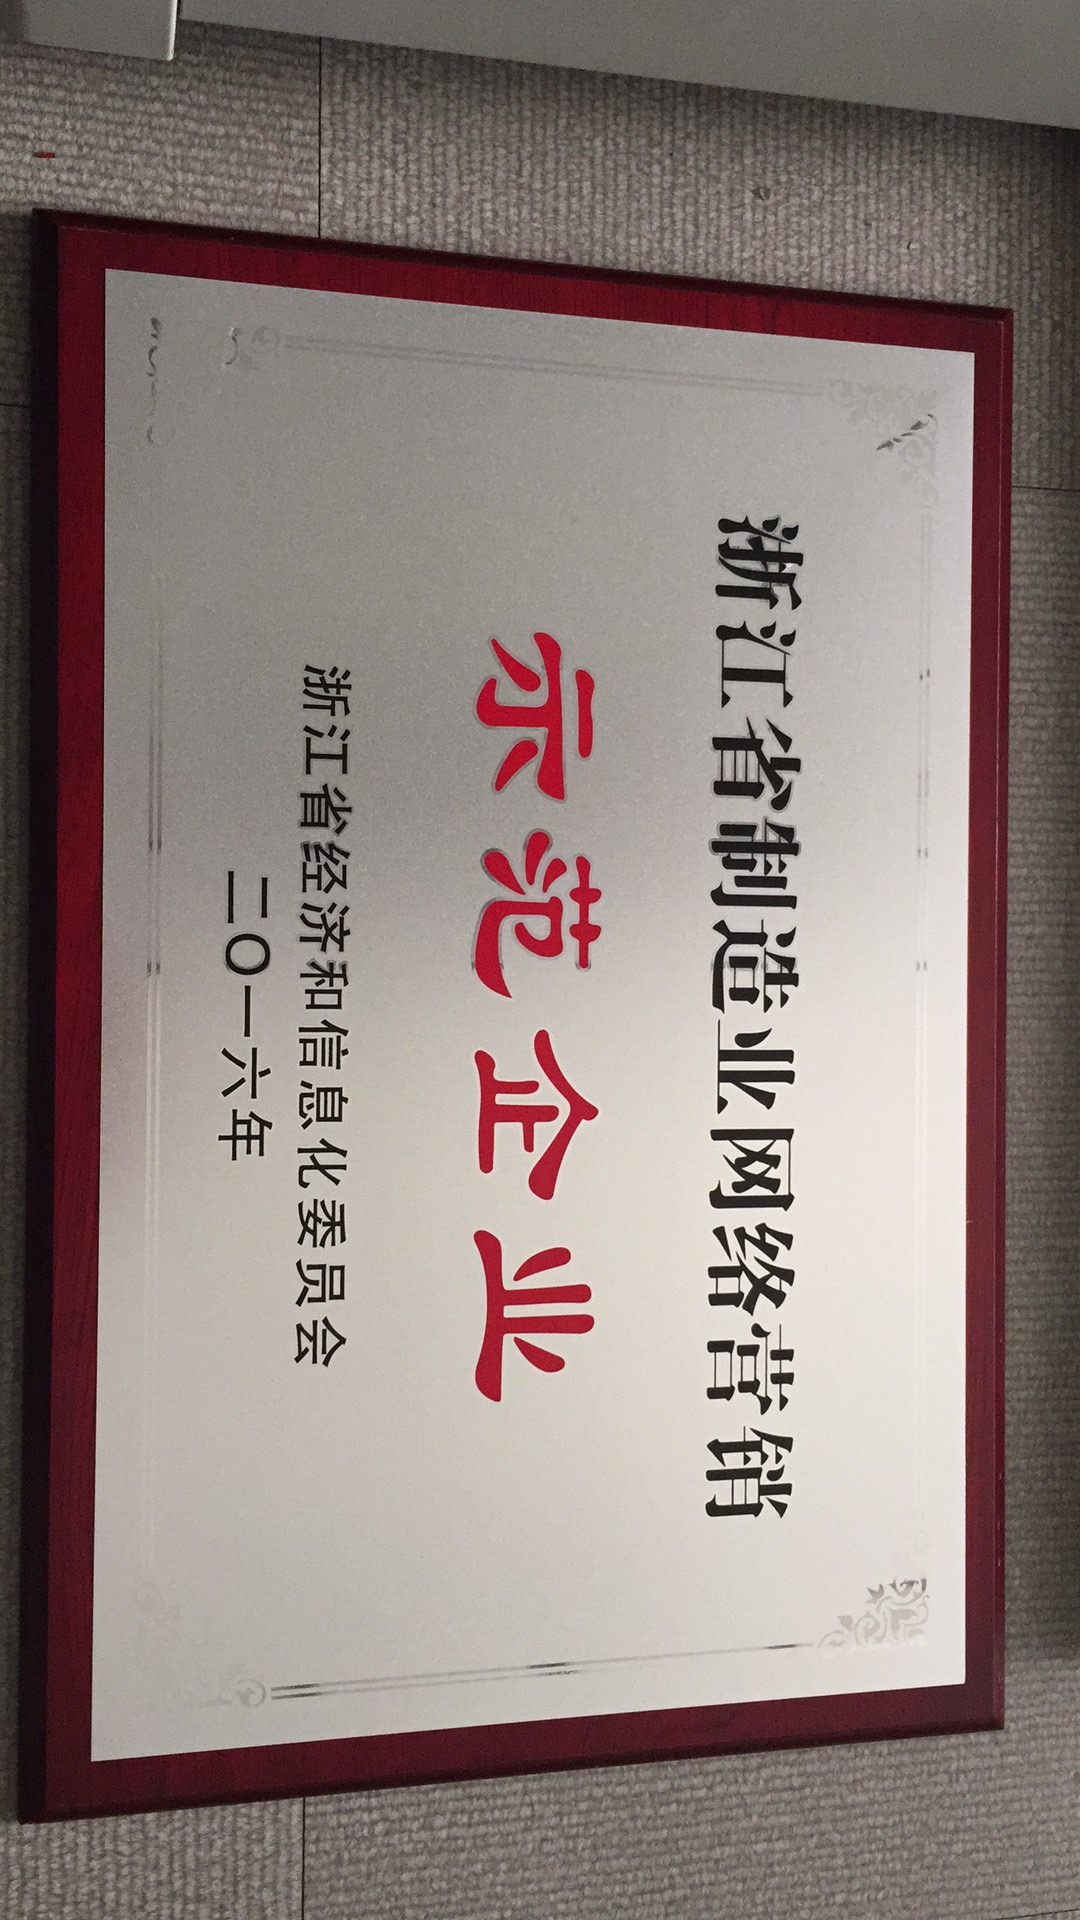 浙江省制造业网络营销
示范企业
浙江省经济和信息化委员会
二〇一六年